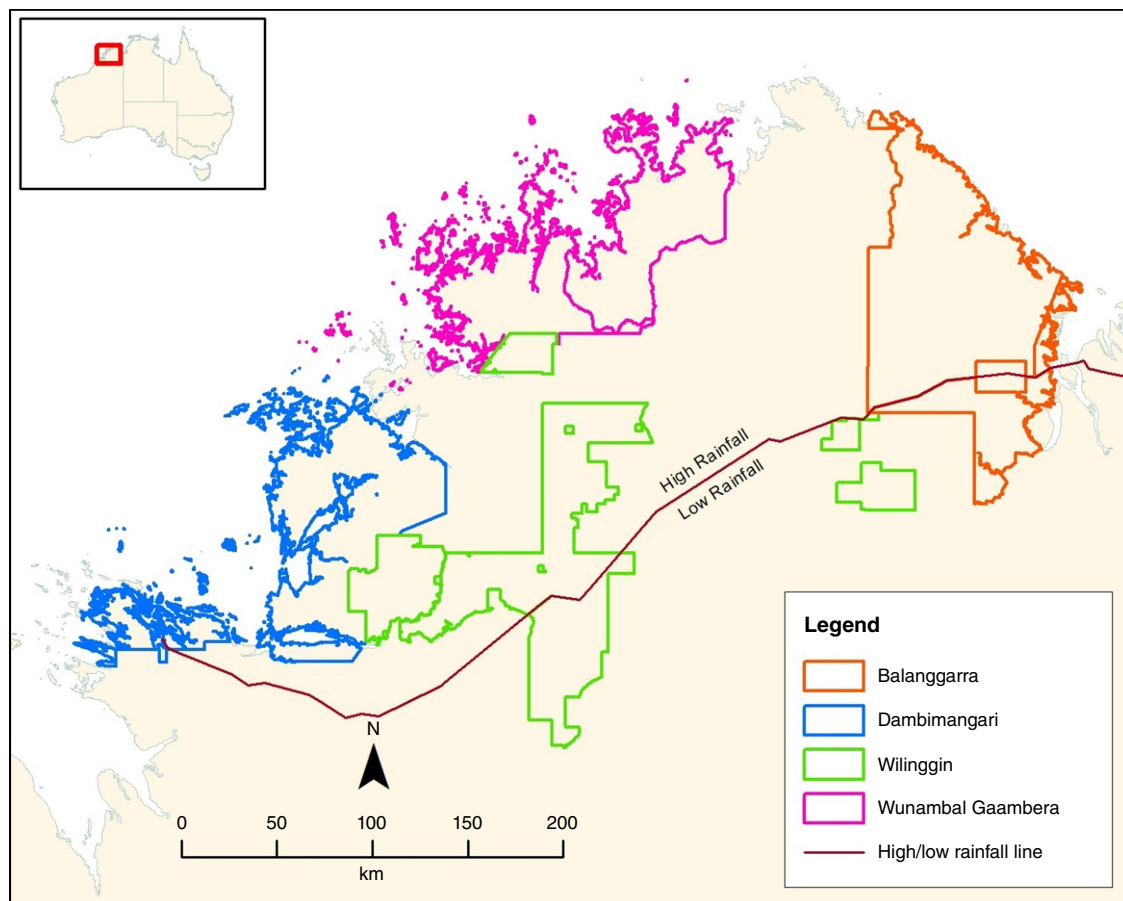 High Rainfall
Low Rainfall
N
0 50 100 150 200
km
Legend
Balanggarra
Dambimangari
Wilinggin
Wunambal Gaambera
High/low rainfall line